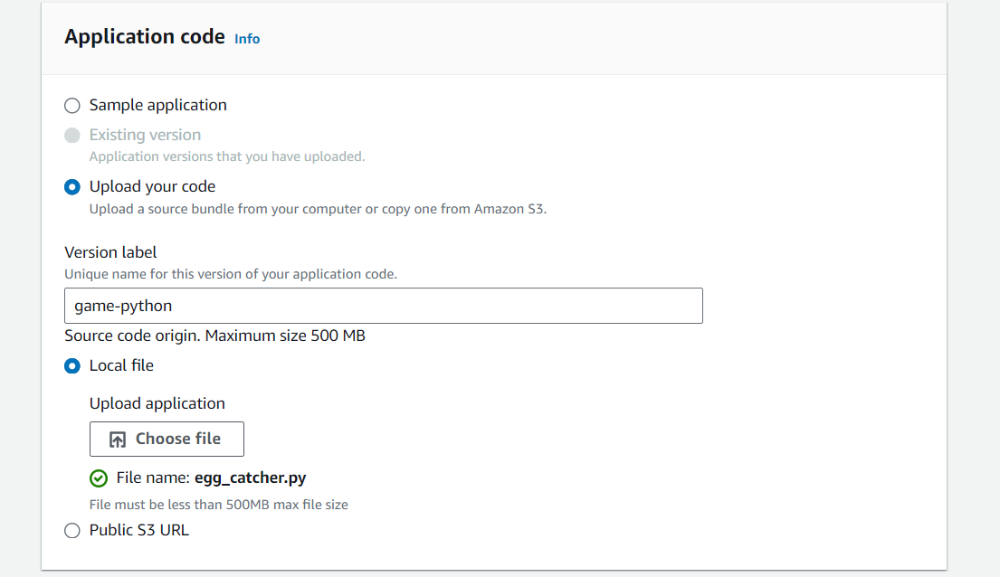 Application code Info
Sample application
Existing version
Application versions that you have uploaded.
Upload your code
Upload a source bundle from your computer or copy one from Amazon S3.
Version label
Unique name for this version of your application code.
game-python
Source code origin. Maximum size 500 MB
Local file
Upload application
Choose file
File name: egg_catcher.py
File must be less than 500MB max file size
Public S3 URL